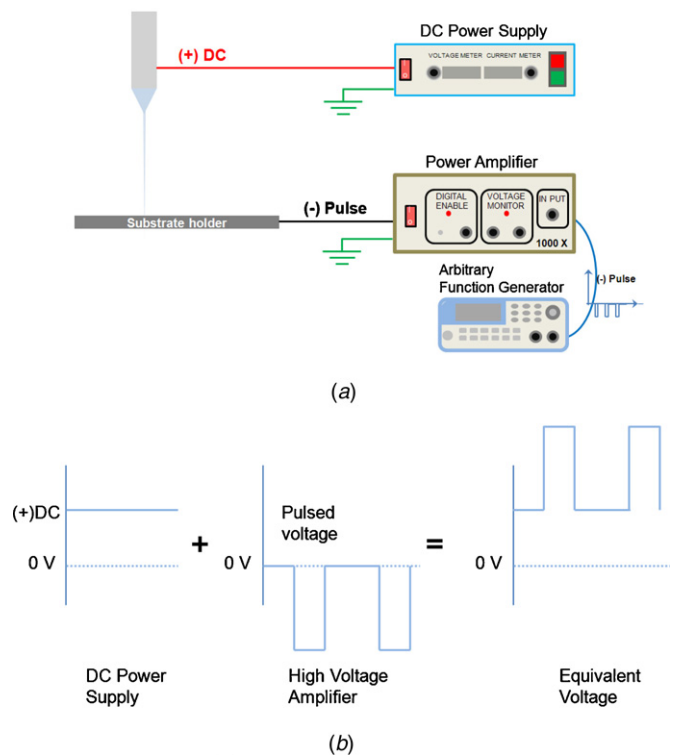 DC Power Supply
(+) DC
VOLTAGE METER CURRENT METER
Power Amplifier
(-) Pulse
DIGITAL
ENABLE
VOLTAGE
MONITOR
IN PUT
Substrate holder
1000 X
Arbitrary
Function Generator
(-) Pulse
(a)
(+)DC
0 V
+
Pulsed
voltage
0 V
=
0 V
DC Power
Supply
High Voltage
Amplifier
Equivalent
Voltage
(b)